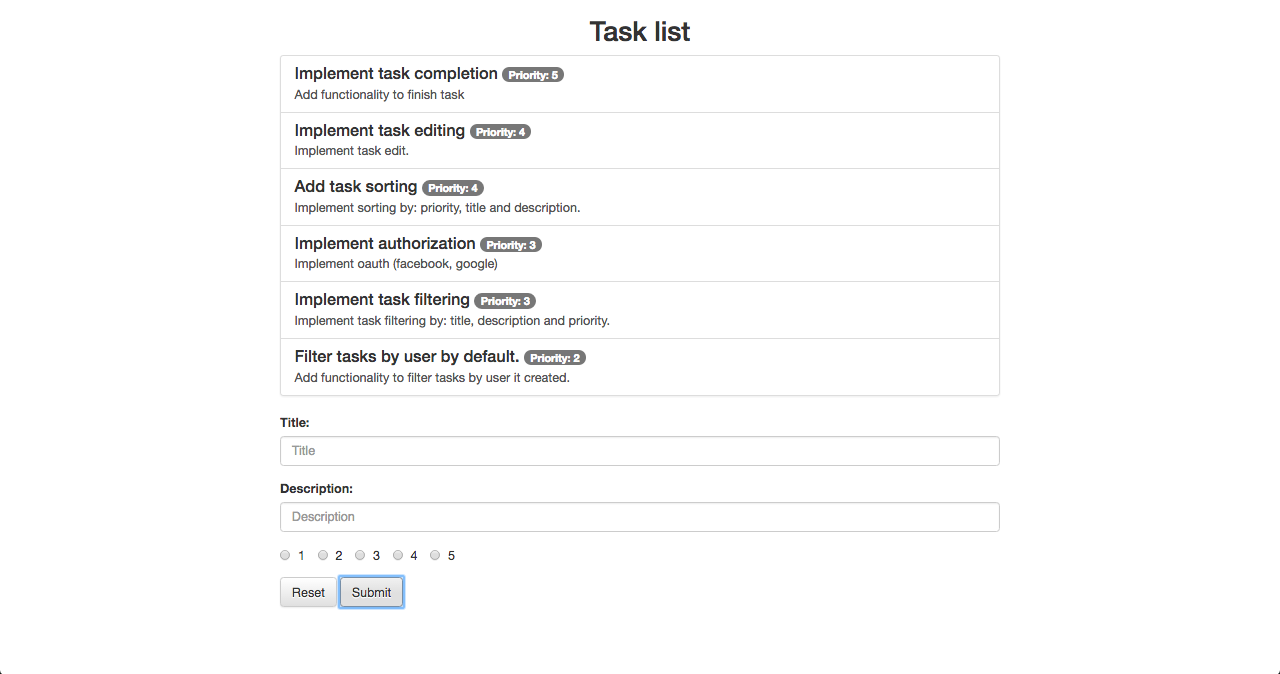 Task list
Implement task completion Priority: 5
Add functionality to finish task
Implement task editing Priority: 4
Implement task edit.
Add task sorting Priority: 4
Implement sorting by: priority, title and description.
Implement authorization Priority: 3
Implement oauth (facebook, google)
Implement task filtering Priority: 3
Implement task filtering by: title, description and priority.
Filter tasks by user by default. Priority: 2
Add functionality to filter tasks by user it created.
Title:
Title
Description:
Description
1 2 3 4 5
Reset Submit